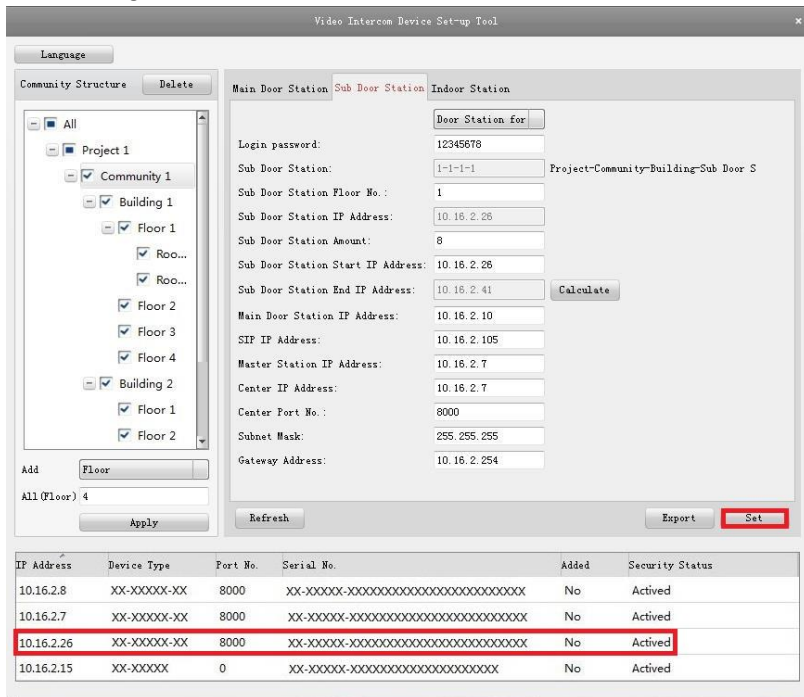 Video Intercom Device Set-up Tool ×
Language
Community Structure Delete
All
Project 1
Community 1
Building 1
Floor 1
Roo...
Roo...
Floor 2
Floor 3
Floor 4
Building 2
Floor 1
Floor 2
Add Floor
All(Floor) 4
Apply
Main Door Station Sub Door Station Indoor Station
Door Station for
Login password: 12345678
Sub Door Station: 1-1-1-1 Project-Community-Building-Sub Door S
Sub Door Station Floor No.: 1
Sub Door Station IP Address: 10.16.2.26
Sub Door Station Amount: 8
Sub Door Station Start IP Address: 10.16.2.26
Sub Door Station End IP Address: 10.16.2.41 Calculate
Main Door Station IP Address: 10.16.2.10
SIP IP Address: 10.16.2.105
Master Station IP Address: 10.16.2.7
Center IP Address: 10.16.2.7
Center Port No.: 8000
Subnet Mask: 255.255.255
Gateway Address: 10.16.2.254
Refresh Export Set
IP Address Device Type Port No. Serial No. Added Security Status
10.16.2.8 XX-XXXXX-XX 8000 XX-XXXXX-XXXXXXXXXXXXXXXXXXXXXXXXX No Actived
10.16.2.7 XX-XXXXX-XX 8000 XX-XXXXX-XXXXXXXXXXXXXXXXXXXXXXXXX No Actived
10.16.2.26 XX-XXXXX-XX 8000 XX-XXXXX-XXXXXXXXXXXXXXXXXXXXXXXXX No Actived
10.16.2.15 XX-XXXXX 0 XX-XXXXX-XXXXXXXXXXXXXXXXXXXXX No Actived